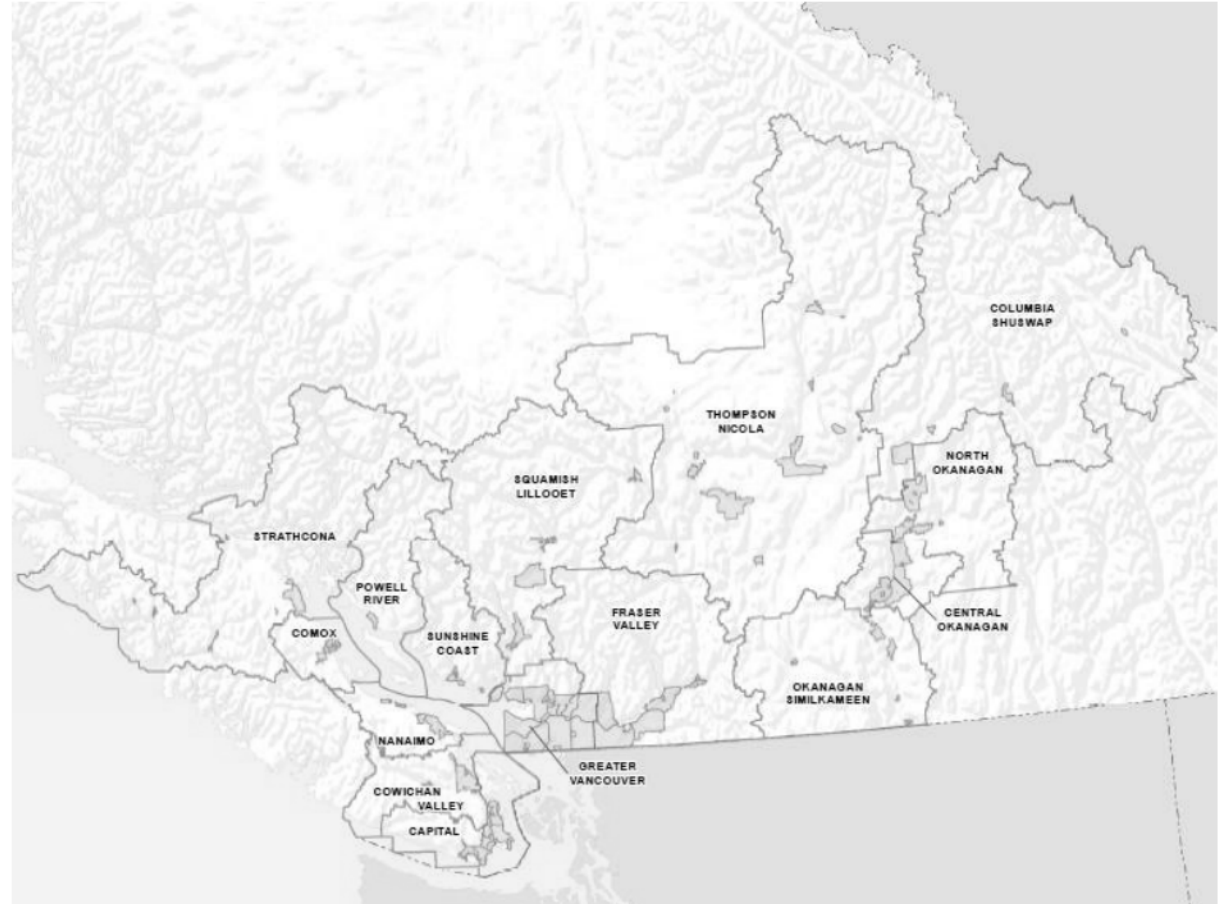 COLUMBIA
SHUSWAP
THOMPSON
NICOLA
NORTH
OKANAGAN
SQUAMISH
LILLOOET
STRATHCONA
POWELL
RIVER
FRASER
VALLEY
CENTRAL
OKANAGAN
COMOX
SUNSHINE
COAST
OKANAGAN
SIMILKAMEEN
NANAIMO
GREATER
VANCOUVER
COWICHAN
VALLEY
CAPITAL